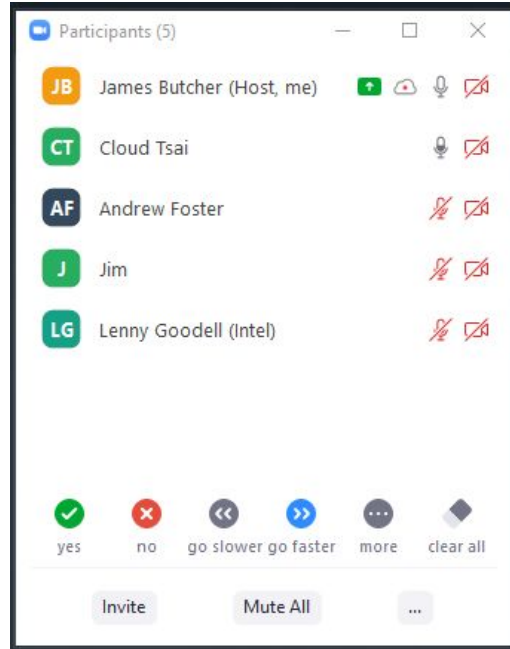 Participants (5)
JB James Butcher (Host, me)
CT Cloud Tsai
AF Andrew Foster
J Jim
LG Lenny Goodell (Intel)
yes no go slower go faster more clear all
Invite Mute All ...